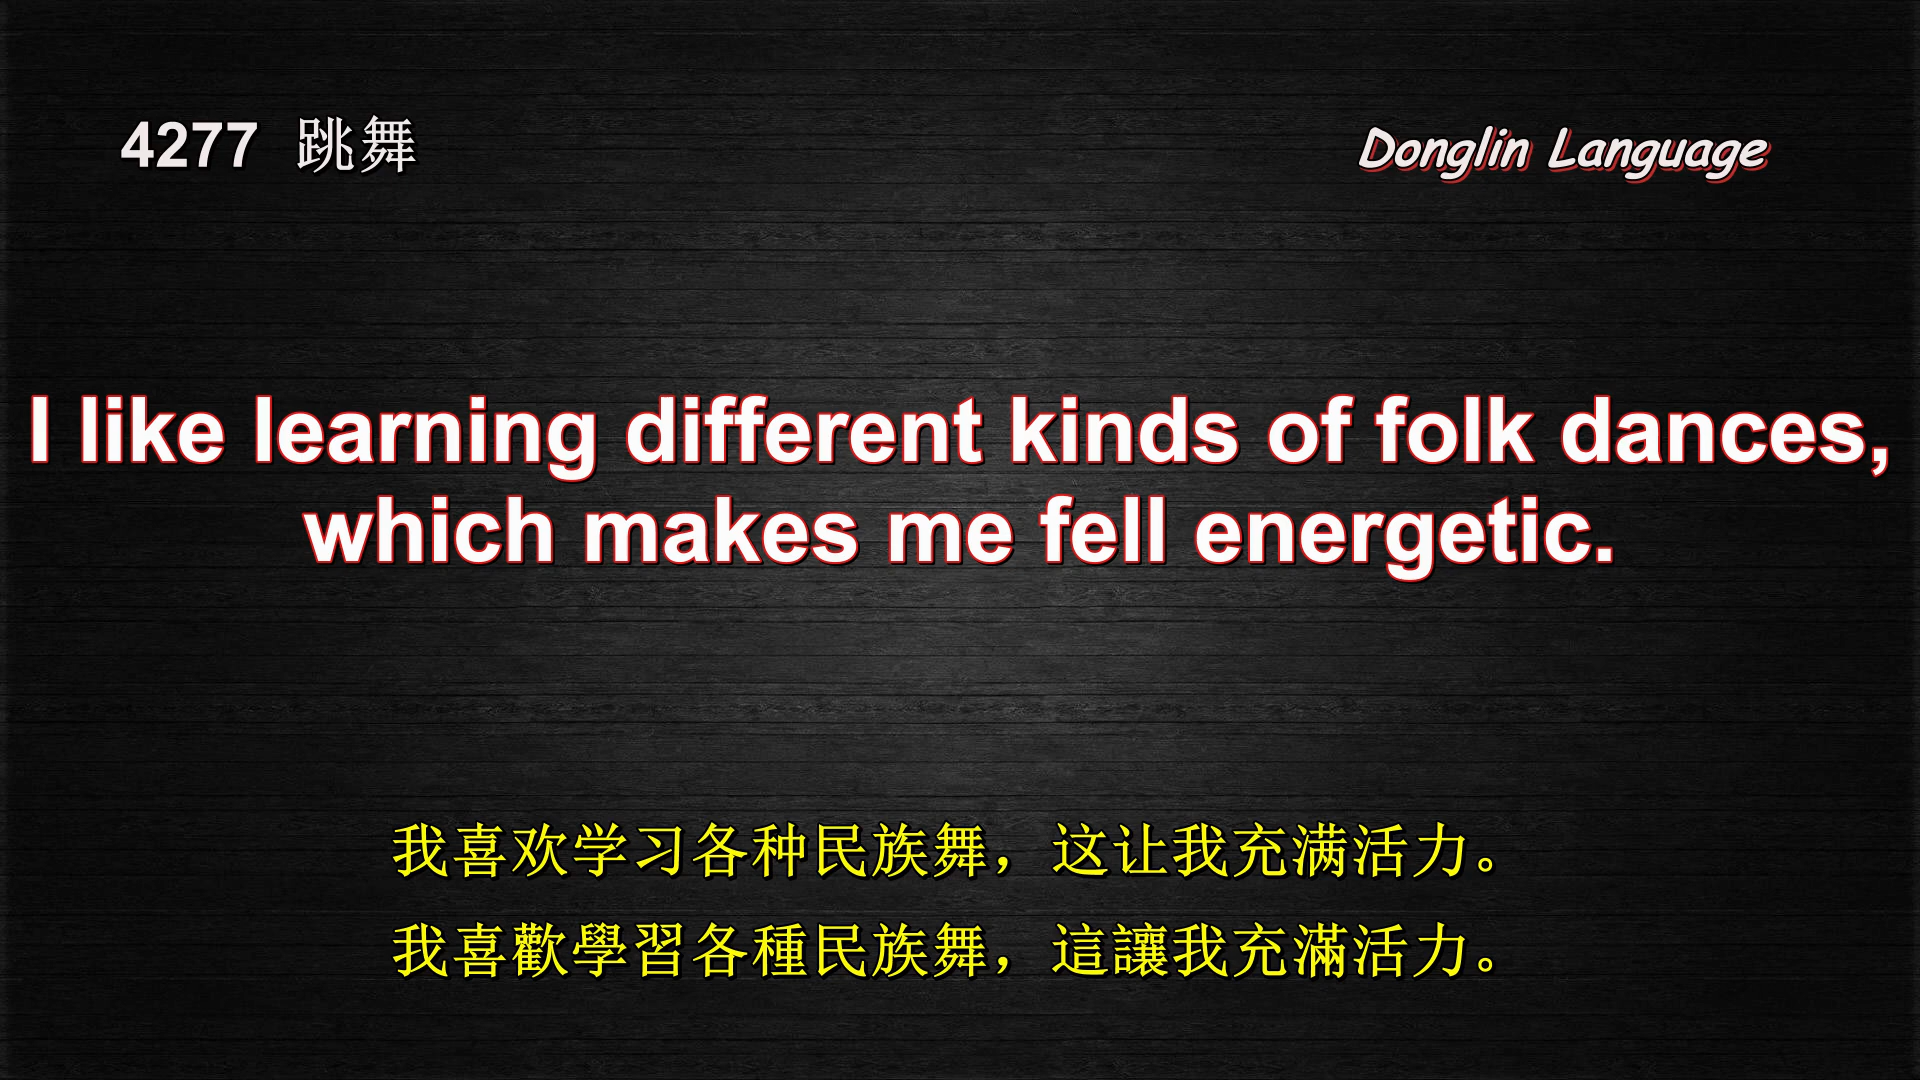 4277 跳舞
Donglin Language
I like learning different kinds of folk dances,
which makes me fell energetic.
我喜欢学习各种民族舞，这让我充满活力。
我喜歡學習各種民族舞，這讓我充滿活力。